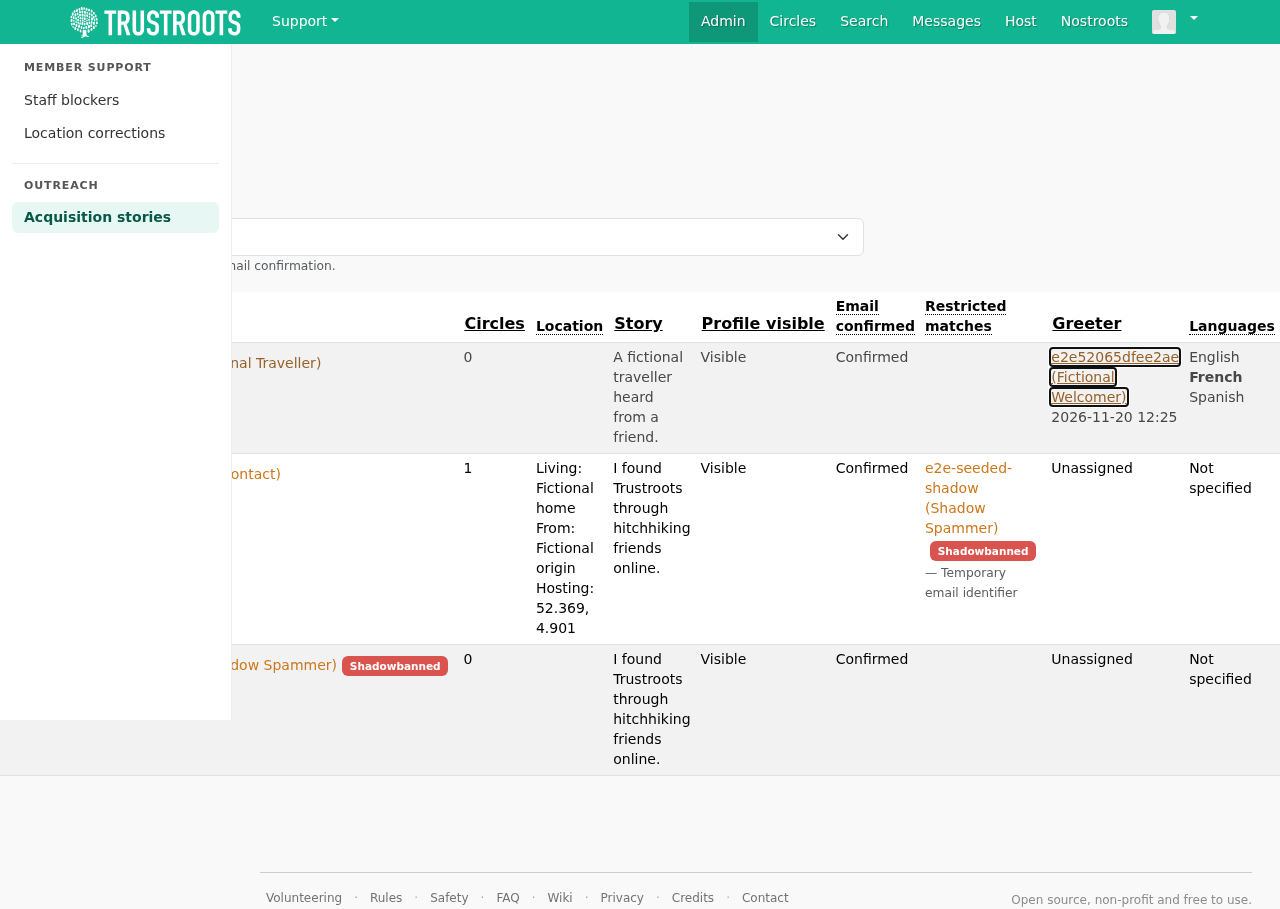 TRUSTROOTS Support Admin Circles Search Messages Host Nostroots
MEMBER SUPPORT
Staff blockers
Location corrections
OUTREACH
Acquisition stories
mail confirmation.
Circles Location Story Profile visible Email confirmed Restricted matches Greeter Languages
nal Traveller)
0
A fictional
traveller
heard
from a
friend.
Visible
Confirmed
e2e52065dfee2ae
(Fictional
Welcomer)
2026-11-20 12:25
English
French
Spanish
ontact)
1
Living:
Fictional
home
From:
Fictional
origin
Hosting:
52.369,
4.901
I found
Trustroots
through
hitchhiking
friends
online.
Visible
Confirmed
e2e-seeded-
shadow
(Shadow
Spammer)
Shadowbanned
— Temporary
email identifier
Unassigned
Not
specified
dow Spammer) Shadowbanned
0
I found
Trustroots
through
hitchhiking
friends
online.
Visible
Confirmed
Unassigned
Not
specified
Volunteering · Rules · Safety · FAQ · Wiki · Privacy · Credits · Contact
Open source, non-profit and free to use.